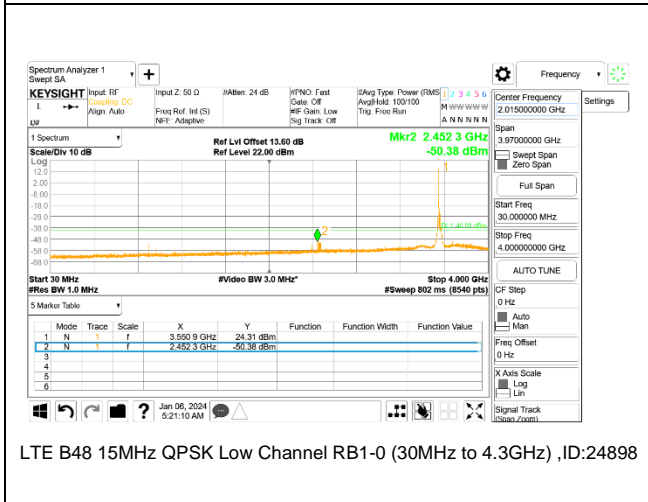 Spectrum Analyzer 1
Swept SA
+
Frequency
KEYSIGHT
Input: RF
Coupling: DC
Align: Auto
Input Z: 50 Ω
Freq Ref: Int (S)
NFE: Adaptive
#Atten: 24 dB
#PNO: Fast
Gate: Off
#IF Gain: Low
Sig Track: Off
#Avg Type: Power (RMS
Avg|Hold: 100/100
Trig: Free Run
1 2 3 4 5 6
M W W W W W
A N N N N N
L
Center Frequency
2.015000000 GHz
Settings
Span
3.97000000 GHz
Swept Span
Zero Span
Full Span
Start Freq
30.000000 MHz
Stop Freq
4.000000000 GHz
AUTO TUNE
CF Step
0 Hz
Auto
Man
Freq Offset
0 Hz
X Axis Scale
Log
Lin
Signal Track
(Span Zoom)
1 Spectrum
Scale/Div 10 dB
Ref Lvl Offset 13.60 dB
Ref Level 22.00 dBm
Mkr2 2.452 3 GHz
-50.38 dBm
Log
12.0
2.00
-8.00
-18.0
-28.0
-38.0
-48.0
-58.0
-68.0
1
2
Start 30 MHz
#Res BW 1.0 MHz
#Video BW 3.0 MHz*
Stop 4.000 GHz
#Sweep 802 ms (8540 pts)
5 Marker Table
Mode Trace Scale X Y Function Function Width Function Value
1 N 1 f 3.550 9 GHz 24.31 dBm
2 N 1 f 2.452 3 GHz -50.38 dBm
3
4
5
6
?
Jan 06, 2024
5:21:10 AM
LTE B48 15MHz QPSK Low Channel RB1-0 (30MHz to 4.3GHz) ,ID:24898